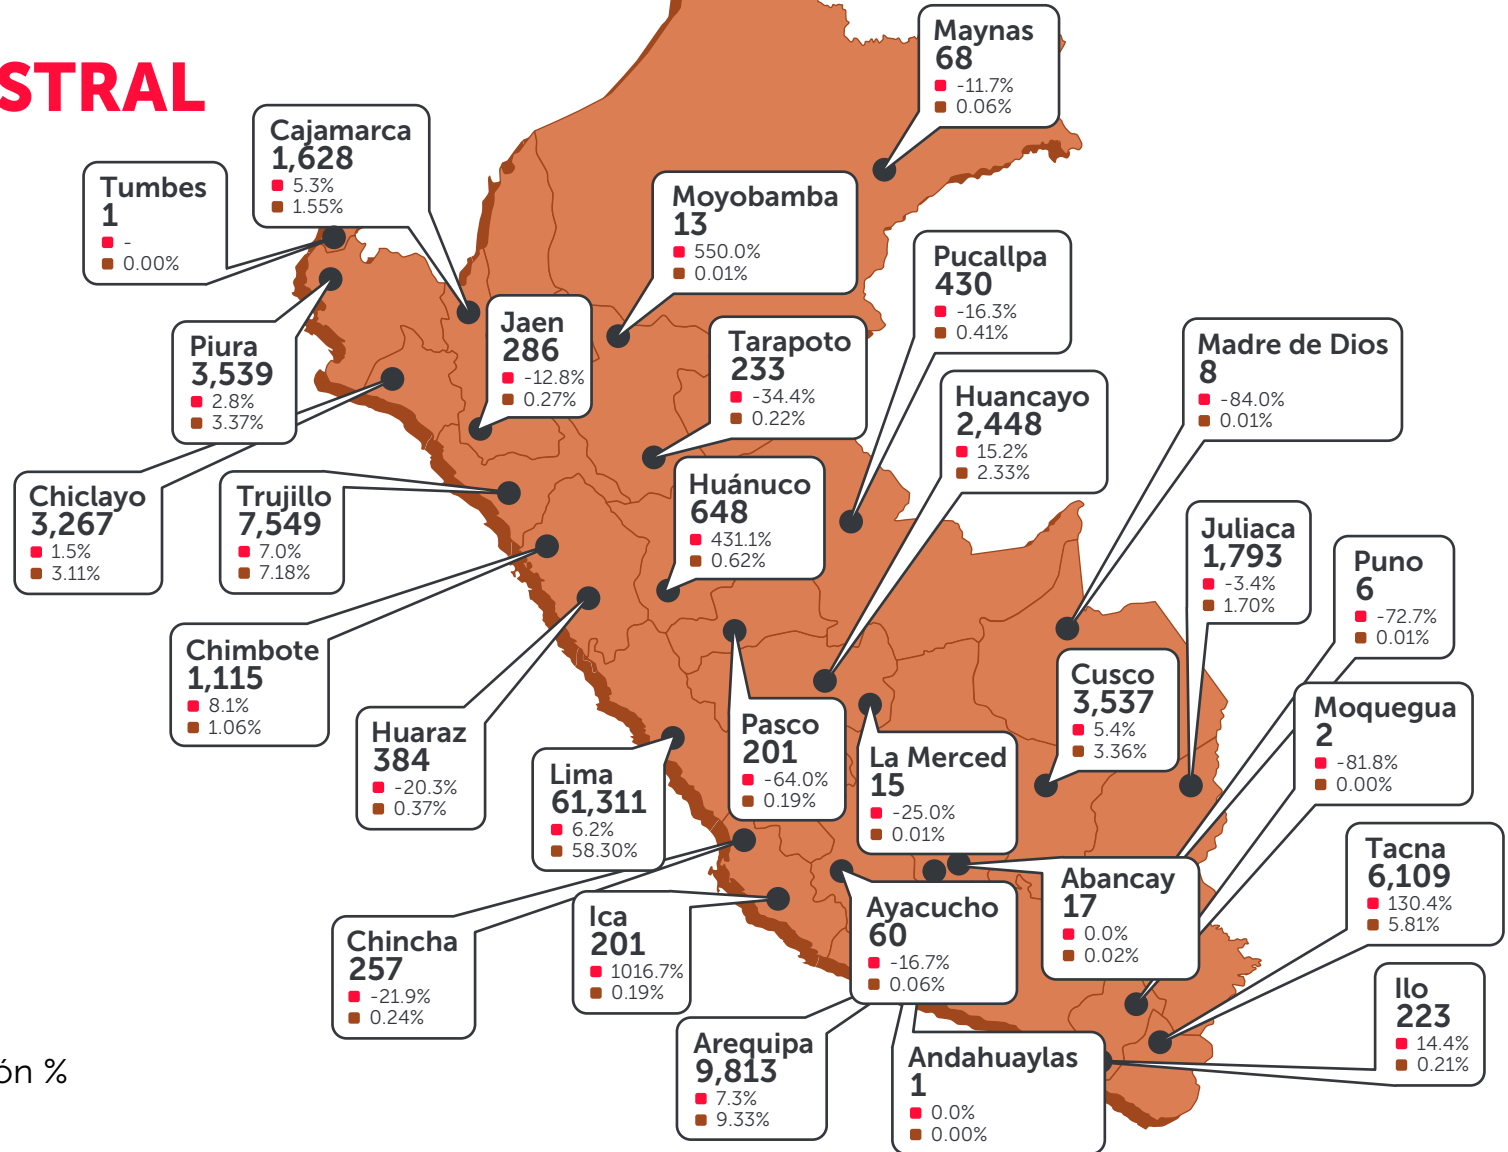 STRAL
Maynas
68
-11.7%
0.06%
Cajamarca
1,628
5.3%
1.55%
Tumbes
1
-
0.00%
Moyobamba
13
550.0%
0.01%
Pucallpa
430
-16.3%
0.41%
Piura
3,539
2.8%
3.37%
Jaen
286
-12.8%
0.27%
Tarapoto
233
-34.4%
0.22%
Madre de Dios
8
-84.0%
0.01%
Huancayo
2,448
15.2%
2.33%
Chiclayo
3,267
1.5%
3.11%
Trujillo
7,549
7.0%
7.18%
Huánuco
648
431.1%
0.62%
Juliaca
1,793
-3.4%
1.70%
Puno
6
-72.7%
0.01%
Chimbote
1,115
8.1%
1.06%
Huaraz
384
-20.3%
0.37%
Lima
61,311
6.2%
58.30%
Pasco
201
-64.0%
0.19%
La Merced
15
-25.0%
0.01%
Cusco
3,537
5.4%
3.36%
Moquegua
2
-81.8%
0.00%
Tacna
6,109
130.4%
5.81%
Chincha
257
-21.9%
0.24%
Ica
201
1016.7%
0.19%
Ayacucho
60
-16.7%
0.06%
Abancay
17
0.0%
0.02%
Ilo
223
14.4%
0.21%
Arequipa
9,813
7.3%
9.33%
Andahuaylas
1
0.0%
0.00%
ón %